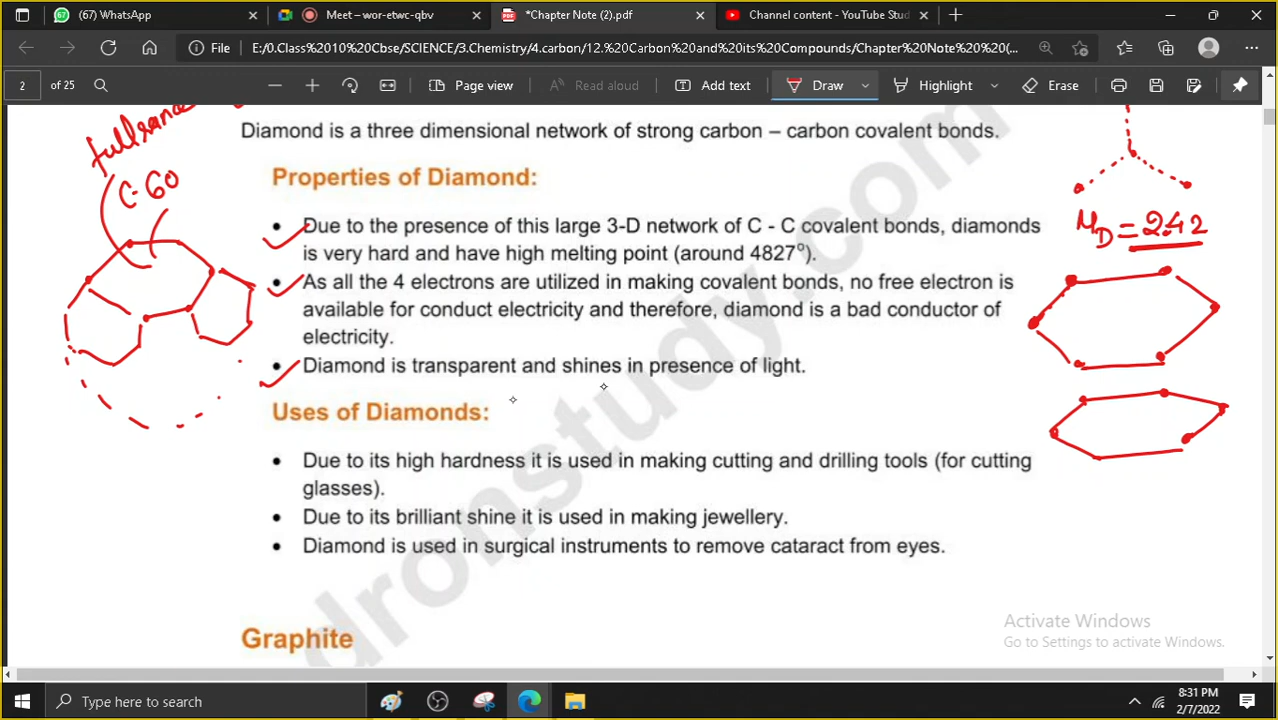 (67) WhatsApp
Meet – wor-etwc-qbv
*Chapter Note (2).pdf
Channel content - YouTube Stud
File
E:/0.Class%2010%20Cbse/SCIENCE/3.Chemistry/4.carbon/12.%20Carbon%20and%20its%20Compounds/Chapter%20Note%20%20(...
2 of 25
Page view
Read aloud
Add text
Draw
Highlight
Erase
fullrance
C-60
Diamond is a three dimensional network of strong carbon – carbon covalent bonds.
Properties of Diamond:
• Due to the presence of this large 3-D network of C - C covalent bonds, diamonds
is very hard and have high melting point (around 4827°).
• As all the 4 electrons are utilized in making covalent bonds, no free electron is
available for conduct electricity and therefore, diamond is a bad conductor of
electricity.
• Diamond is transparent and shines in presence of light.
μD = 2.42
Uses of Diamonds:
• Due to its high hardness it is used in making cutting and drilling tools (for cutting
glasses).
• Due to its brilliant shine it is used in making jewellery.
• Diamond is used in surgical instruments to remove cataract from eyes.
Graphite
dronstudy.com
Activate Windows
Go to Settings to activate Windows.
Type here to search
8:31 PM
2/7/2022